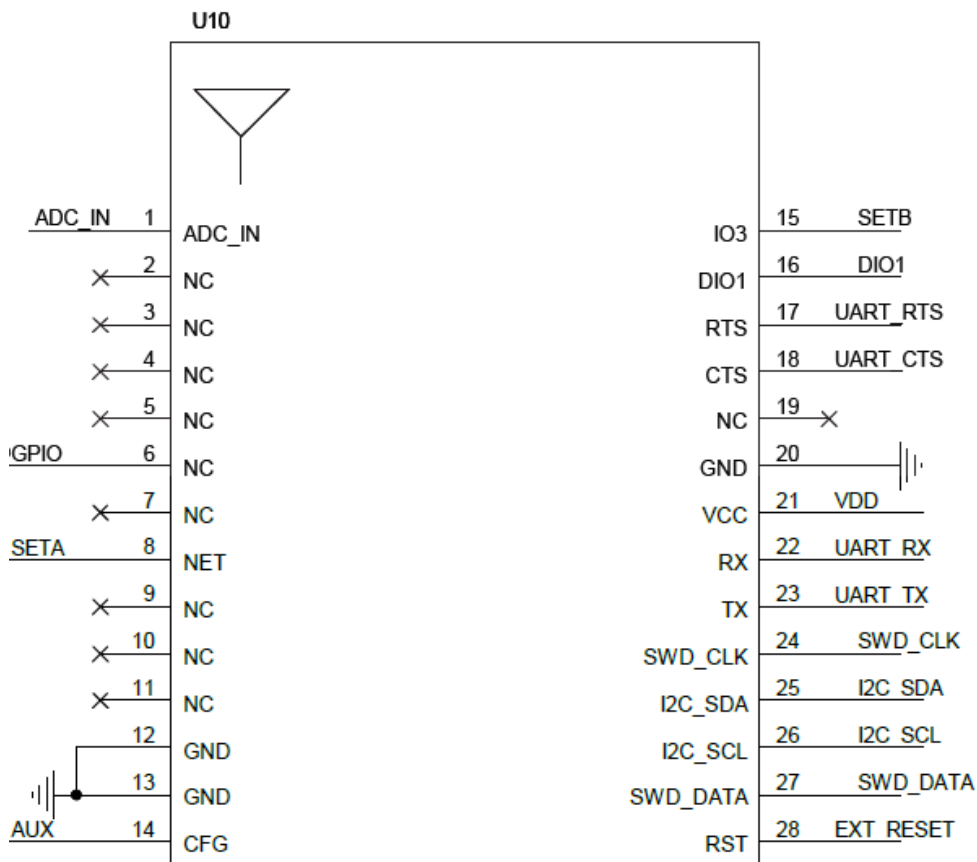 U10
ADC_IN 1 ADC_IN IO3 15 SETB
2 NC DIO1 16 DIO1
3 NC RTS 17 UART_RTS
4 NC CTS 18 UART_CTS
5 NC NC 19
GPIO 6 NC GND 20
7 NC VCC 21 VDD
SETA 8 NET RX 22 UART_RX
9 NC TX 23 UART_TX
10 NC SWD_CLK 24 SWD_CLK
11 NC I2C_SDA 25 I2C_SDA
12 GND I2C_SCL 26 I2C_SCL
13 GND SWD_DATA 27 SWD_DATA
AUX 14 CFG RST 28 EXT_RESET